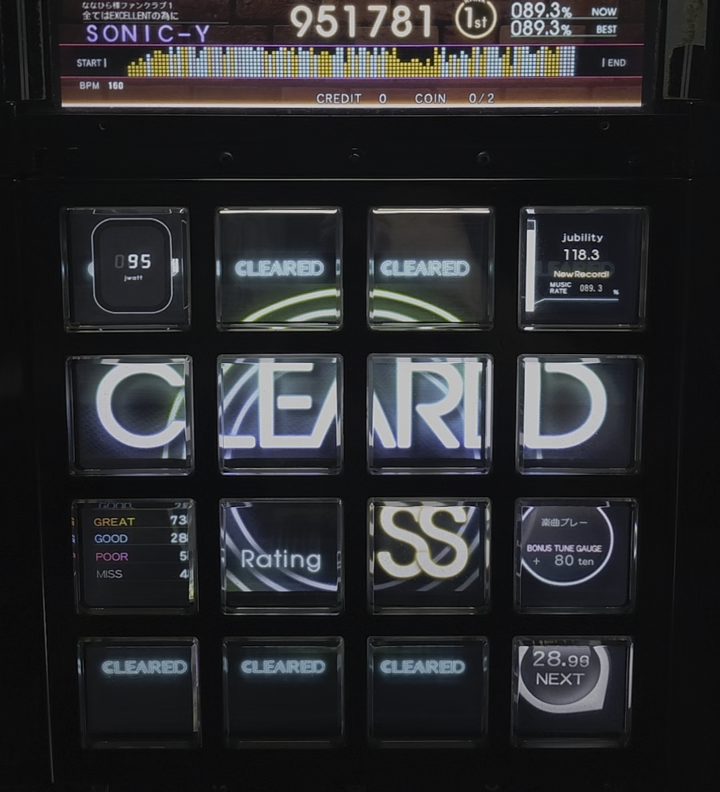 ななひら様ファンクラブ1
全てはEXCELLENTの為に
SONIC-Y
951781
1st
089.3% NOW
089.3% BEST
START
END
BPM 160
CREDIT 0 COIN 0/2
095
jwatt
CLEARED
CLEARED
jubility
118.3
New Record!
MUSIC RATE 089.3 %
CLEARED
GREAT 73
GOOD 28
POOR 5
MISS 4
Rating
SS
楽曲プレー
BONUS TUNE GAUGE
+ 80 ten
CLEARED
CLEARED
CLEARED
28.99
NEXT